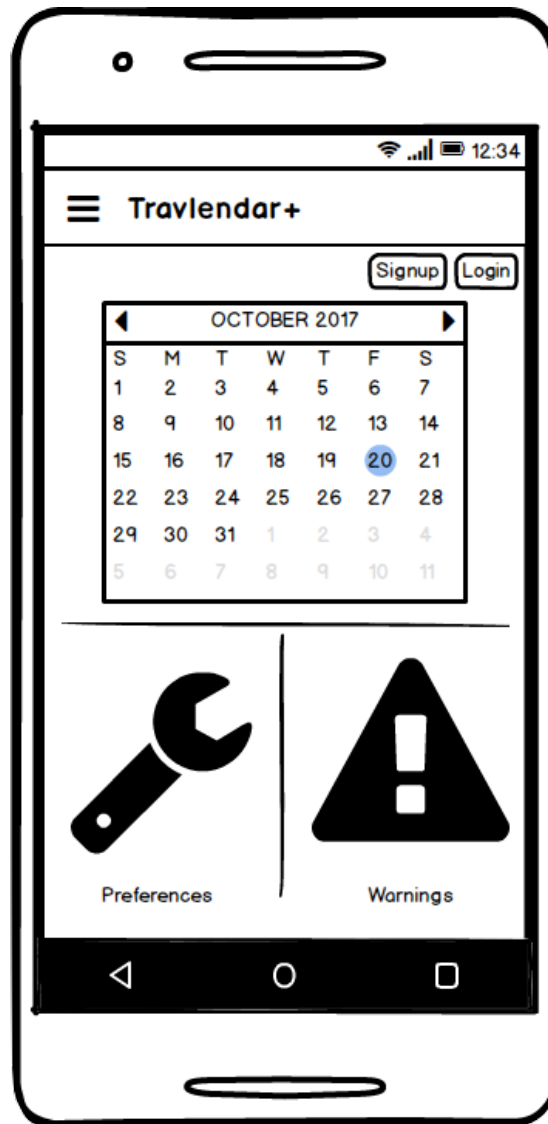 12:34
Travlendar+
Signup Login
OCTOBER 2017
S M T W T F S
1 2 3 4 5 6 7
8 9 10 11 12 13 14
15 16 17 18 19 20 21
22 23 24 25 26 27 28
29 30 31 1 2 3 4
5 6 7 8 9 10 11
Preferences Warnings